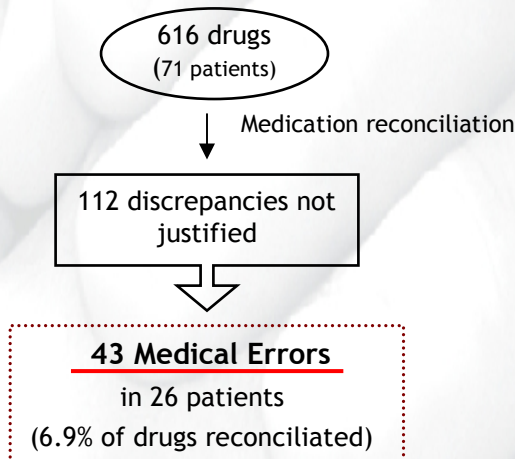 616 drugs
(71 patients)
Medication reconciliation
112 discrepancies not
justified
43 Medical Errors
in 26 patients
(6.9% of drugs reconciliated)